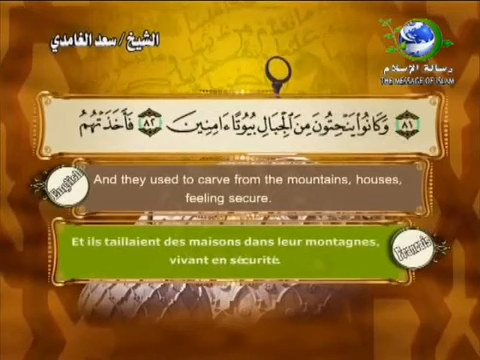 الشيخ / سعد الغامدي
رسالة الإسلام
THE MESSAGE OF ISLAM
٨١ وَكَانُوا۟ يَنْحِتُونَ مِنَ ٱلْجِبَالِ بُيُوتًا ءَامِنِينَ ٨٢ فَأَخَذَتْهُمُ
English
And they used to carve from the mountains, houses,
feeling secure.
Et ils taillaient des maisons dans leur montagnes,
vivant en sécurité.
Francais